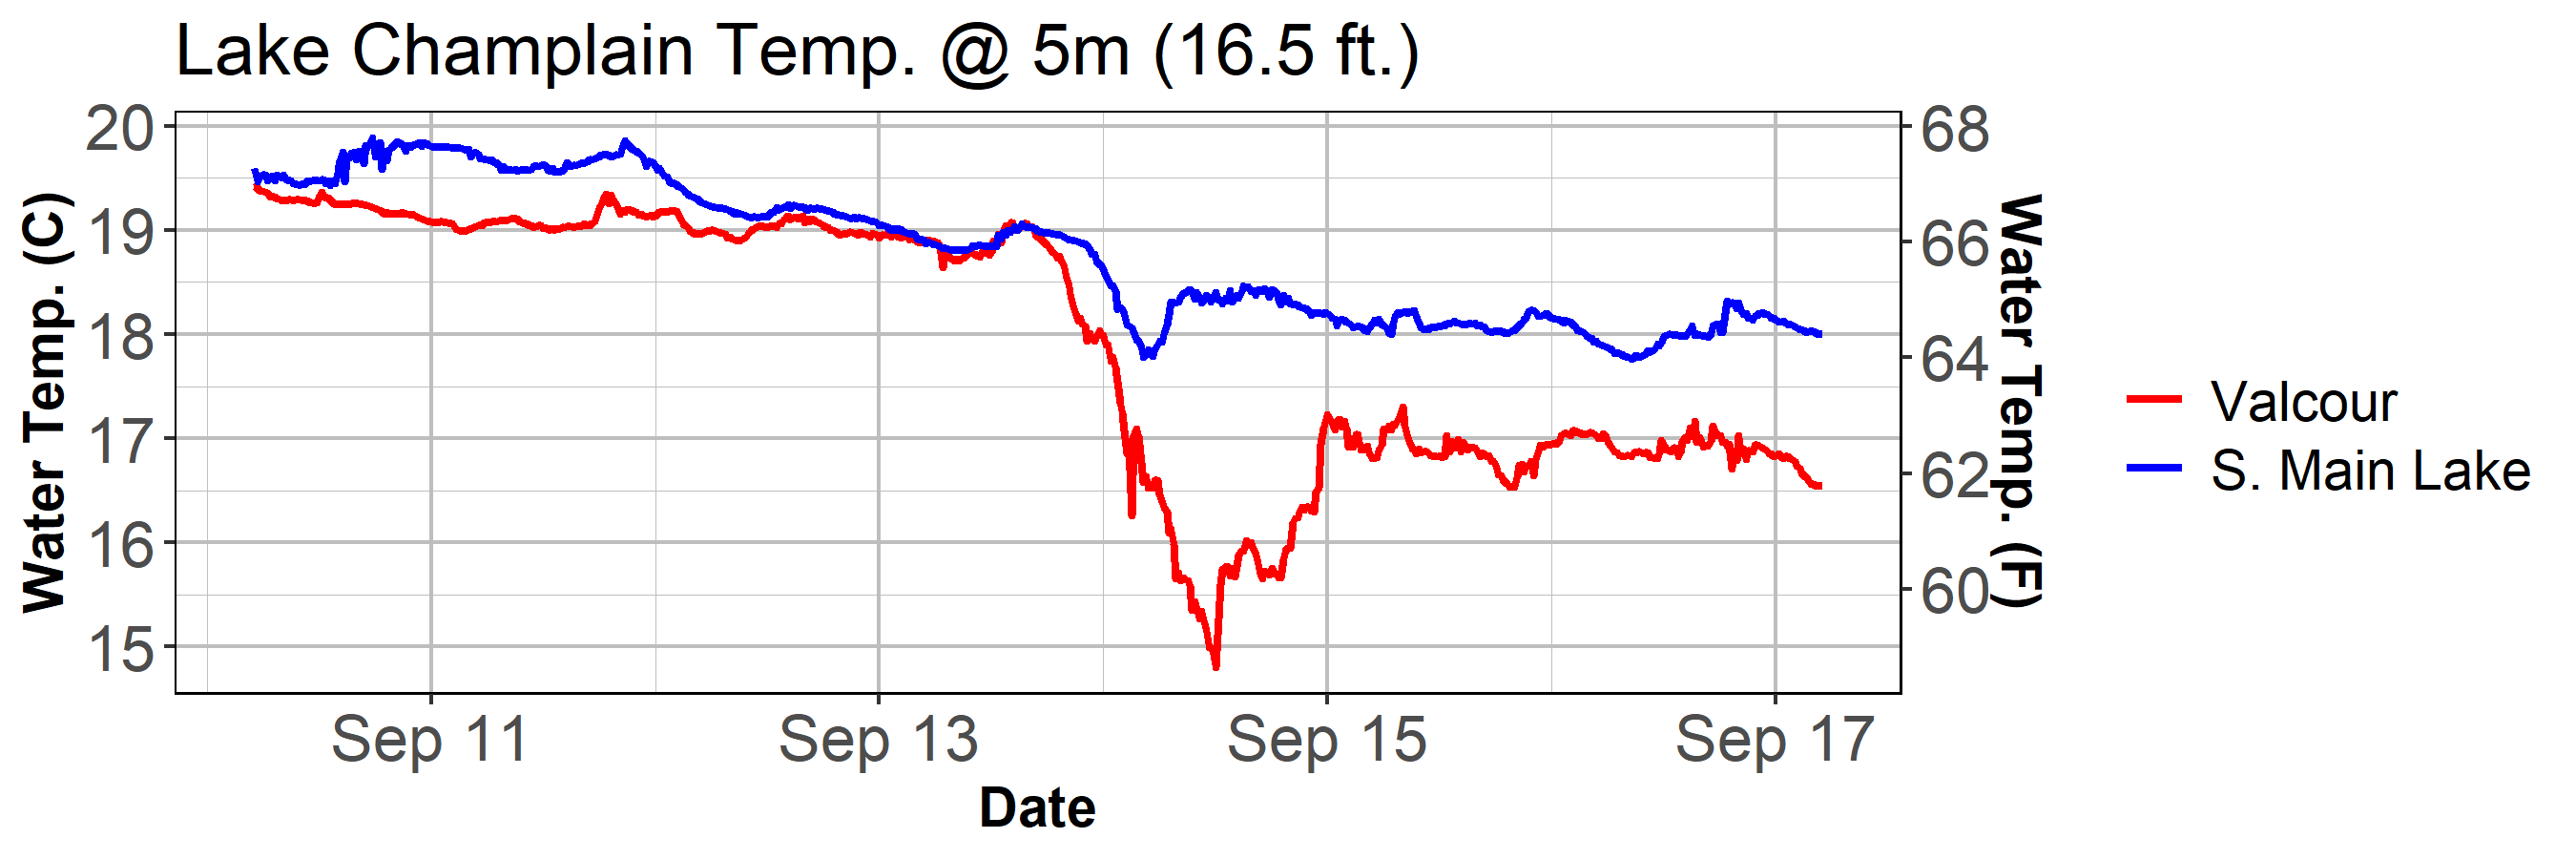 Lake Champlain Temp. @ 5m (16.5 ft.)
Water Temp. (C)
20
19
18
17
16
15
68
66
64
62
60
Water Temp. (F)
Sep 11
Sep 13
Sep 15
Sep 17
Date
Valcour
S. Main Lake